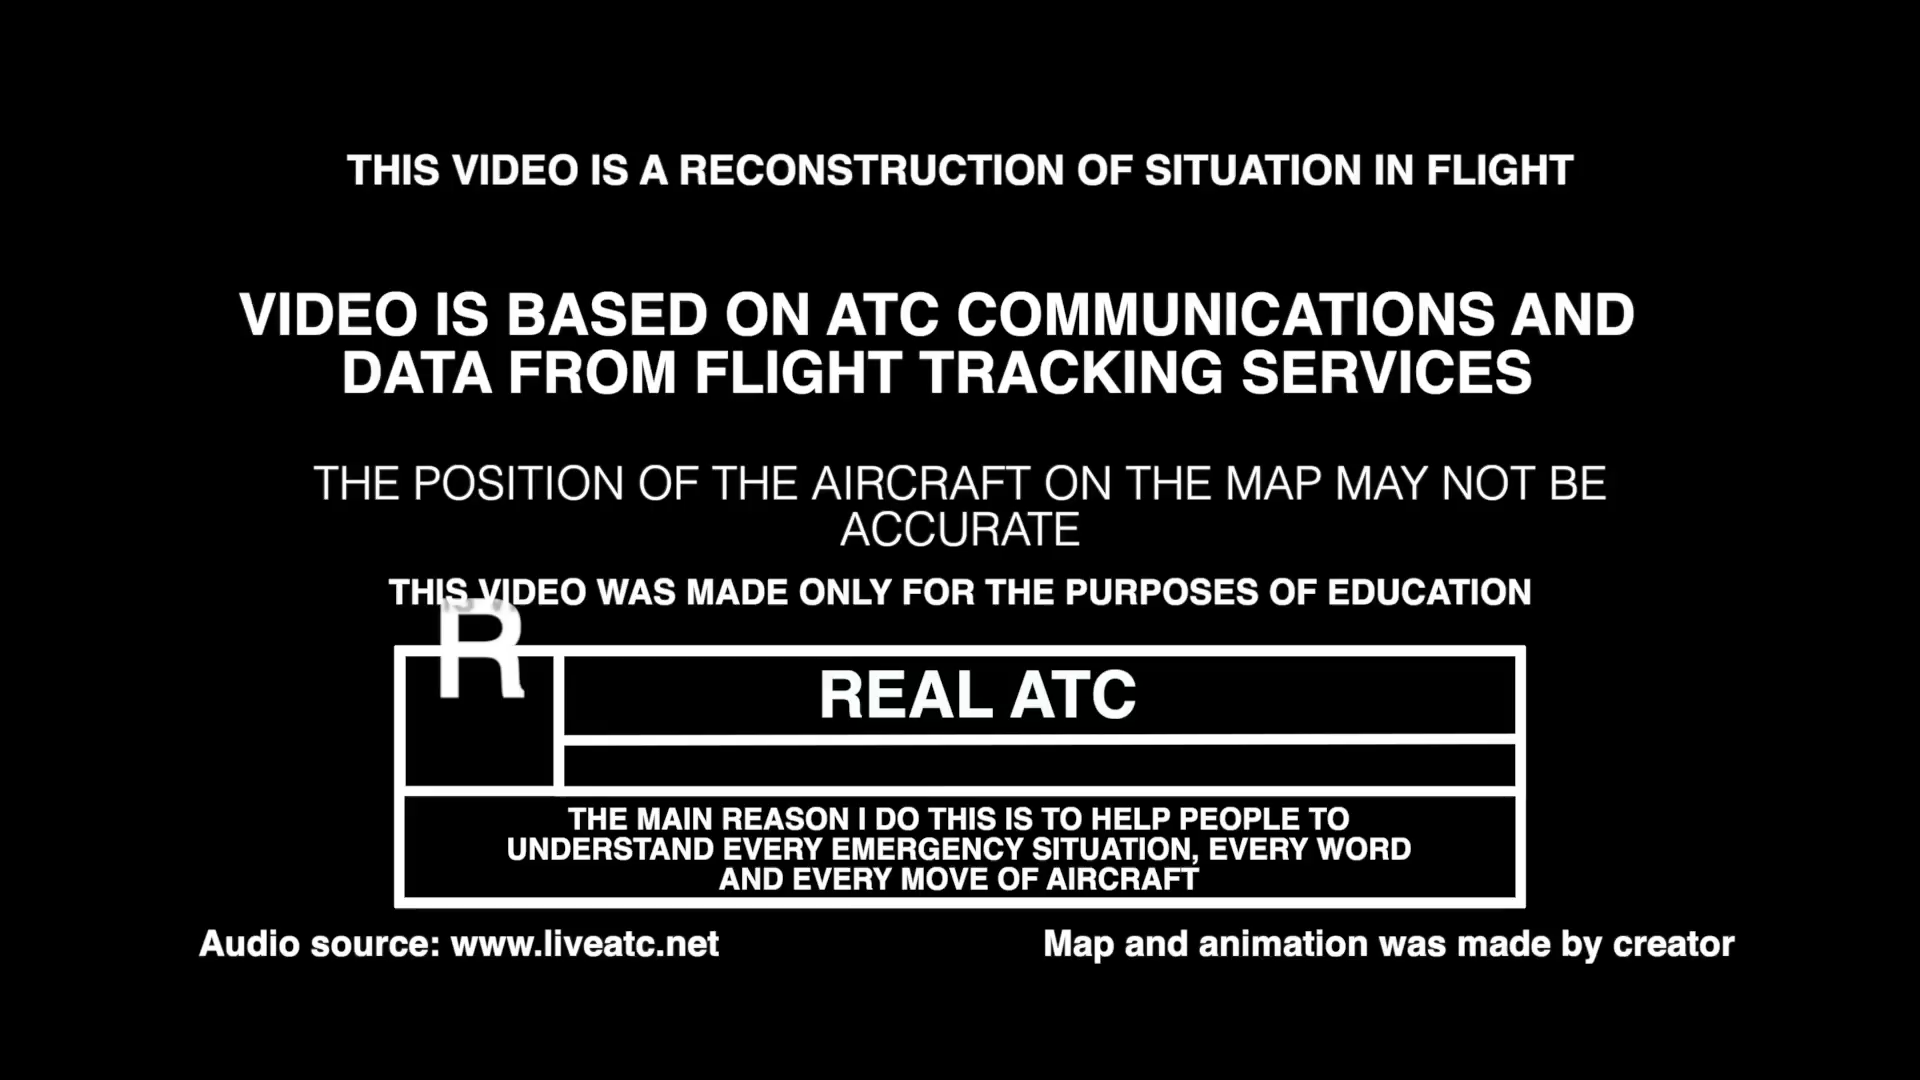 THIS VIDEO IS A RECONSTRUCTION OF SITUATION IN FLIGHT
VIDEO IS BASED ON ATC COMMUNICATIONS AND
DATA FROM FLIGHT TRACKING SERVICES
THE POSITION OF THE AIRCRAFT ON THE MAP MAY NOT BE
ACCURATE
THIS VIDEO WAS MADE ONLY FOR THE PURPOSES OF EDUCATION
R
REAL ATC
THE MAIN REASON I DO THIS IS TO HELP PEOPLE TO
UNDERSTAND EVERY EMERGENCY SITUATION, EVERY WORD
AND EVERY MOVE OF AIRCRAFT
Audio source: www.liveatc.net
Map and animation was made by creator